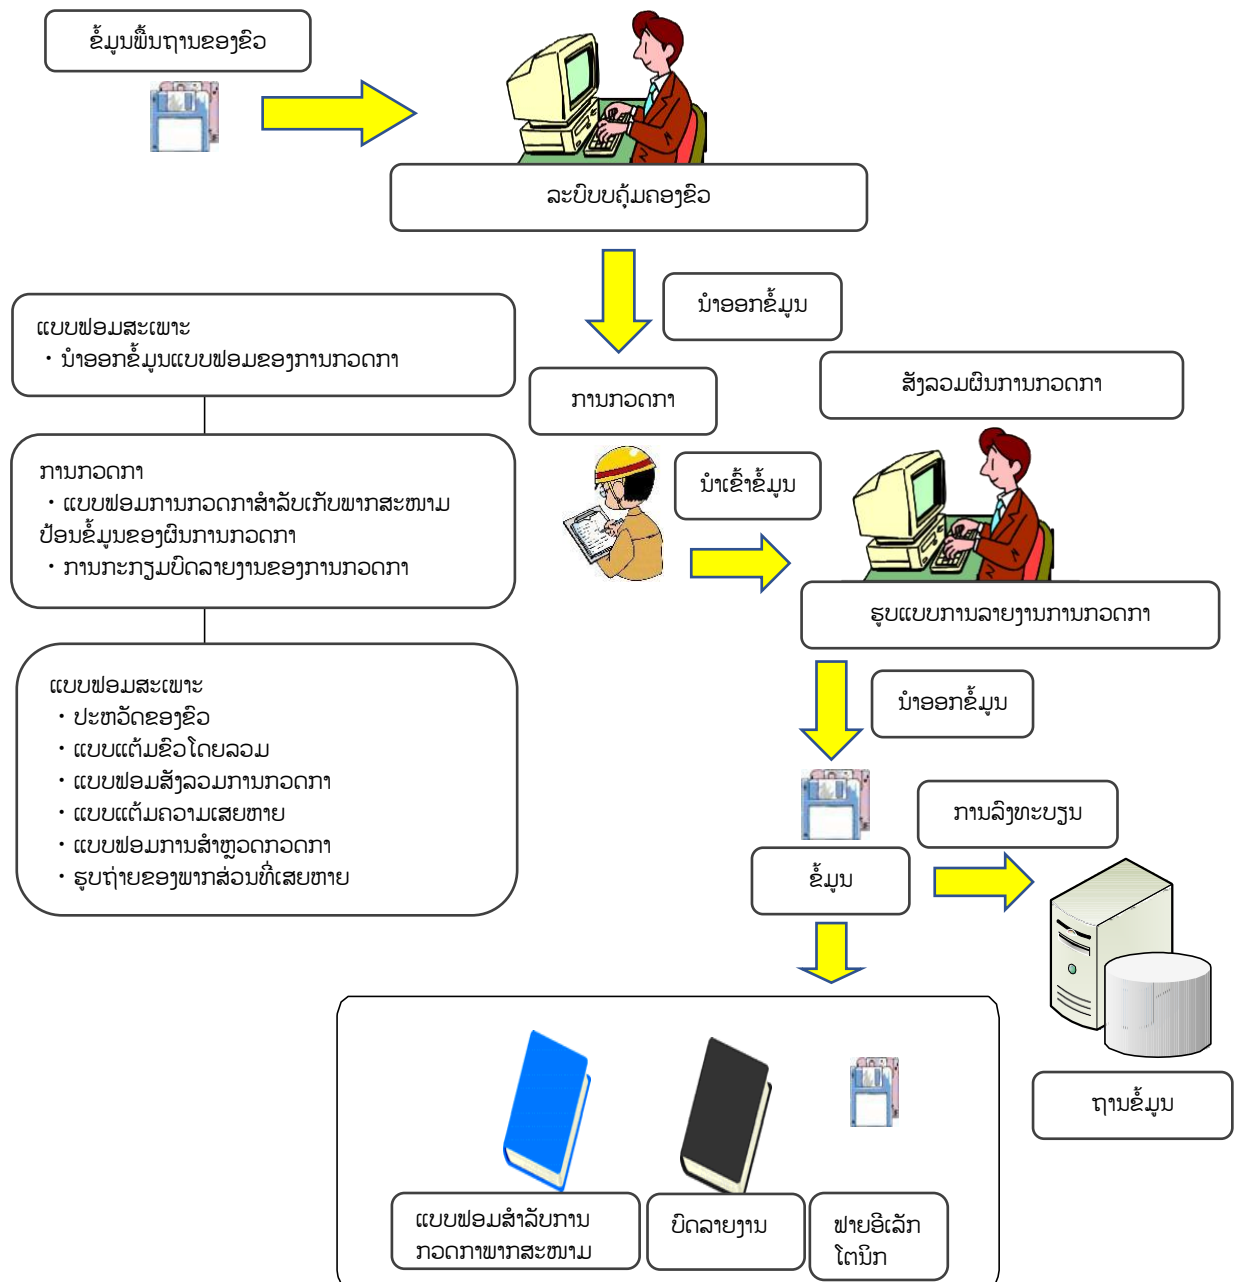 ຂໍ້ມູນພື້ນຖານຂອງຂົວ
ລະບົບບຄຸ້ມຄອງຂົວ
ນຳອອກຂໍ້ມູນ
ແບບຟອມສະເພາະ
・ນຳອອກຂໍ້ມູນແບບຟອມຂອງການກວດກາ
ການກວດກາ
ສັງລວມຜົນການກວດກາ
ການກວດກາ
・ແບບຟອມການກວດກາສຳລັບເກັບພາກສະໜາມ
ປ້ອນຂໍ້ມູນຂອງຜົນການກວດກາ
・ການກະກຽມບົດລາຍງານຂອງການກວດກາ
ນຳເຂົ້າຂໍ້ມູນ
ຮູບແບບການລາຍງານການກວດກາ
ແບບຟອມສະເພາະ
・ປະຫວັດຂອງຂົວ
・ແບບແຕ້ມຂົວໂດຍລວມ
・ແບບຟອມສັງລວມການກວດກາ
・ແບບແຕ້ມຄວາມເສຍຫາຍ
・ແບບຟອມການສຳຫຼວດກວດກາ
・ຮູບຖ່າຍຂອງພາກສ່ວນທີ່ເສຍຫາຍ
ນຳອອກຂໍ້ມູນ
ການລົງທະບຽນ
ຂໍ້ມູນ
ຖານຂໍ້ມູນ
ແບບຟອມສຳລັບການ
ກວດກາພາກສະໜາມ
ບົດລາຍງານ
ຟາຍອີເລັກ
ໂຕນິກ